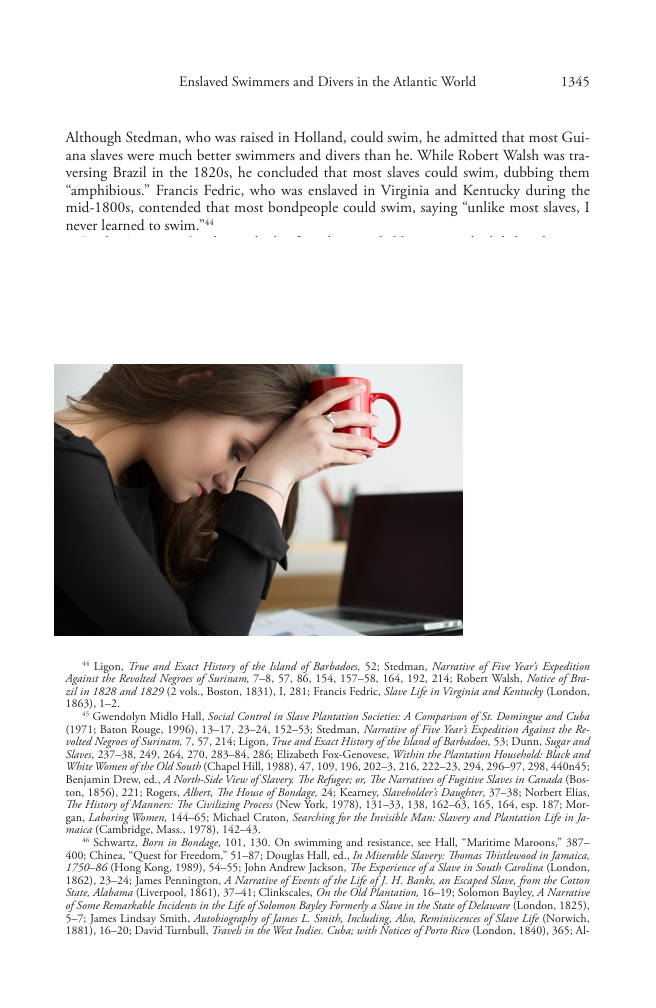 Enslaved Swimmers and Divers in the Atlantic World 1345
Although Stedman, who was raised in Holland, could swim, he admitted that most Gui-
ana slaves were much better swimmers and divers than he. While Robert Walsh was tra-
versing Brazil in the 1820s, he concluded that most slaves could swim, dubbing them
“amphibious.” Francis Fedric, who was enslaved in Virginia and Kentucky during the
mid-1800s, contended that most bondpeople could swim, saying “unlike most slaves, I
never learned to swim.”⁴⁴
⁴⁴ Ligon, True and Exact History of the Island of Barbadoes, 52; Stedman, Narrative of Five Year’s Expedition
Against the Revolted Negroes of Surinam, 7–8, 57, 86, 154, 157–58, 164, 192, 214; Robert Walsh, Notice of Bra-
zil in 1828 and 1829 (2 vols., Boston, 1831), I, 281; Francis Fedric, Slave Life in Virginia and Kentucky (London,
1863), 1–2.
⁴⁵ Gwendolyn Midlo Hall, Social Control in Slave Plantation Societies: A Comparison of St. Domingue and Cuba
(1971; Baton Rouge, 1996), 13–17, 23–24, 152–53; Stedman, Narrative of Five Year’s Expedition Against the Re-
volted Negroes of Surinam, 7, 57, 214; Ligon, True and Exact History of the Island of Barbadoes, 53; Dunn, Sugar and
Slaves, 237–38, 249, 264, 270, 283–84, 286; Elizabeth Fox-Genovese, Within the Plantation Household: Black and
White Women of the Old South (Chapel Hill, 1988), 47, 109, 196, 202–3, 216, 222–23, 294, 296–97, 298, 440n45;
Benjamin Drew, ed., A North-Side View of Slavery. The Refugee; or, The Narratives of Fugitive Slaves in Canada (Bos-
ton, 1856), 221; Rogers, Albert, The House of Bondage, 24; Kearney, Slaveholder’s Daughter, 37–38; Norbert Elias,
The History of Manners: The Civilizing Process (New York, 1978), 131–33, 138, 162–63, 165, 164, esp. 187; Mor-
gan, Laboring Women, 144–65; Michael Craton, Searching for the Invisible Man: Slavery and Plantation Life in Ja-
maica (Cambridge, Mass., 1978), 142–43.
⁴⁶ Schwartz, Born in Bondage, 101, 130. On swimming and resistance, see Hall, “Maritime Maroons,” 387–
400; Chinea, “Quest for Freedom,” 51–87; Douglas Hall, ed., In Miserable Slavery: Thomas Thistlewood in Jamaica,
1750–86 (Hong Kong, 1989), 54–55; John Andrew Jackson, The Experience of a Slave in South Carolina (London,
1862), 23–24; James Pennington, A Narrative of Events of the Life of J. H. Banks, an Escaped Slave, from the Cotton
State, Alabama (Liverpool, 1861), 37–41; Clinkscales, On the Old Plantation, 16–19; Solomon Bayley, A Narrative
of Some Remarkable Incidents in the Life of Solomon Bayley Formerly a Slave in the State of Delaware (London, 1825),
5–7; James Lindsay Smith, Autobiography of James L. Smith, Including, Also, Reminiscences of Slave Life (Norwich,
1881), 16–20; David Turnbull, Travels in the West Indies. Cuba; with Notices of Porto Rico (London, 1840), 365; Al-